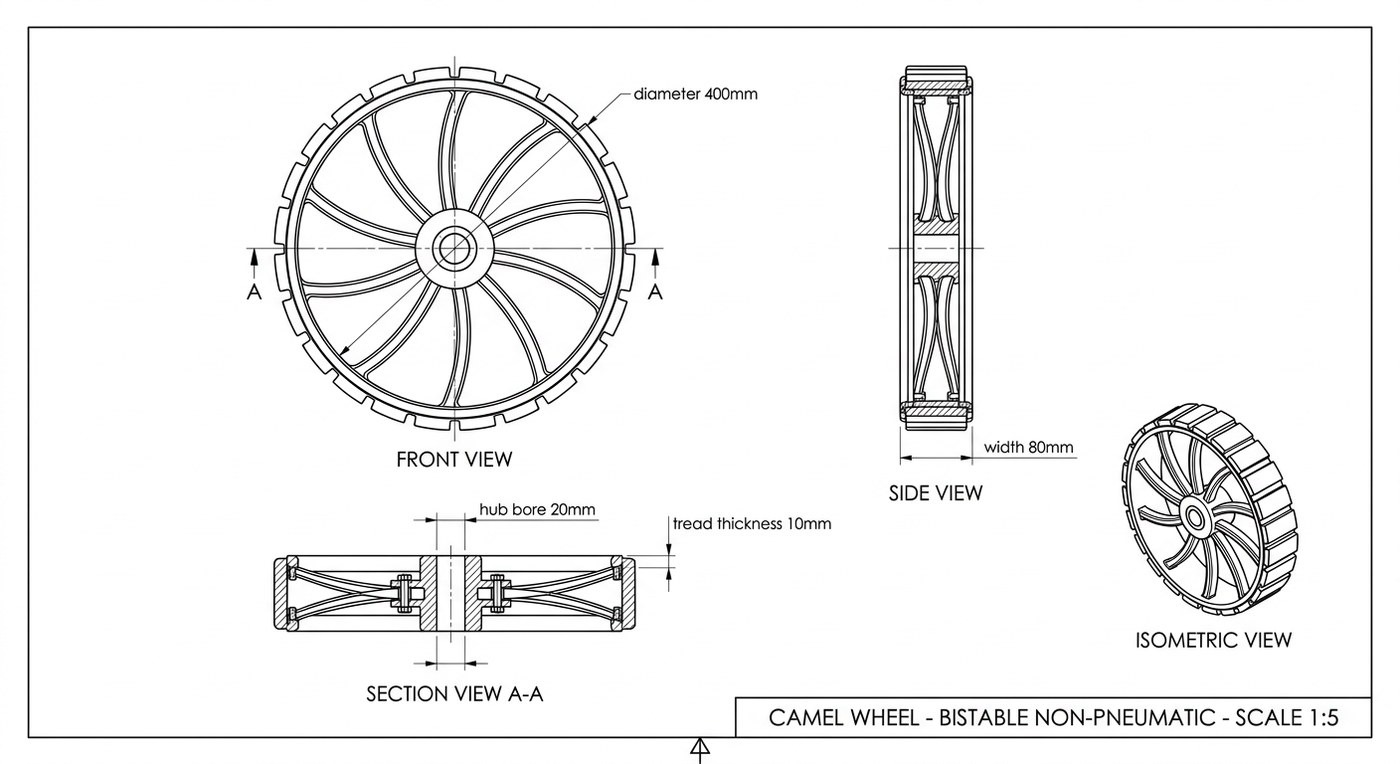 diameter 400mm
A
A
FRONT VIEW
width 80mm
SIDE VIEW
hub bore 20mm
tread thickness 10mm
SECTION VIEW A-A
ISOMETRIC VIEW
CAMEL WHEEL - BISTABLE NON-PNEUMATIC - SCALE 1:5